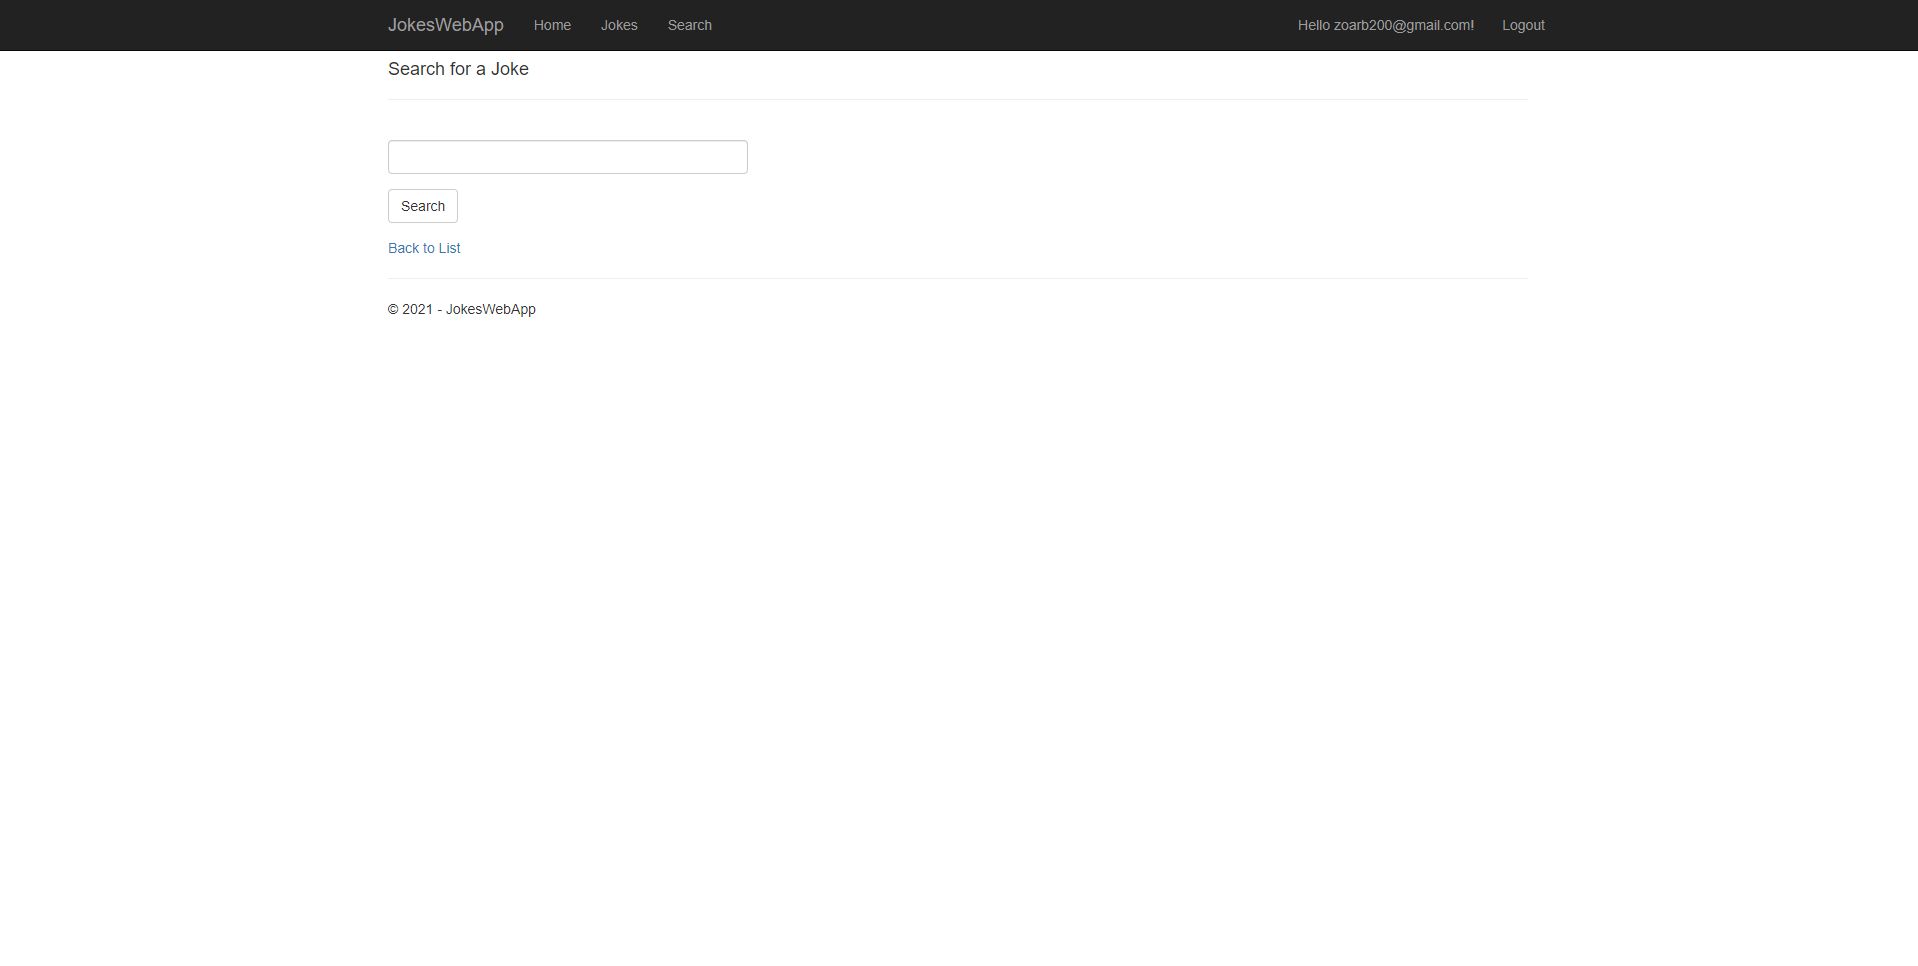 JokesWebApp Home Jokes Search Hello zoarb200@gmail.com! Logout
Search for a Joke
Search
Back to List
© 2021 - JokesWebApp